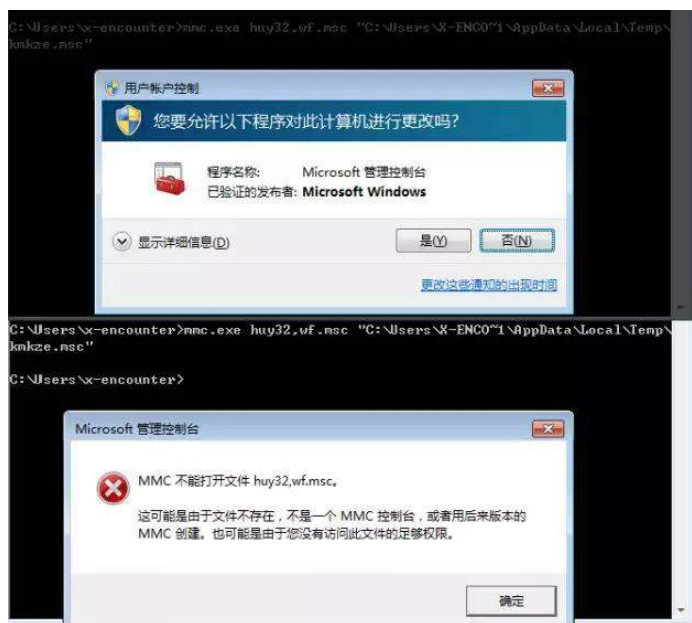 C:\Users\x-encounter>mmc.exe huy32,wf.msc "C:\Users\X-ENCO~1\AppData\Local\Temp\
kmkze.msc"
用户帐户控制
您要允许以下程序对此计算机进行更改吗?
程序名称: Microsoft 管理控制台
已验证的发布者: Microsoft Windows
显示详细信息(D)
是(Y)
否(N)
更改这些通知的出现时间
C:\Users\x-encounter>mmc.exe huy32,wf.msc "C:\Users\X-ENCO~1\AppData\Local\Temp\
kmkze.msc"
C:\Users\x-encounter>
Microsoft 管理控制台
MMC 不能打开文件 huy32,wf.msc。
这可能是由于文件不存在，不是一个 MMC 控制台，或者用后来版本的
MMC 创建。也可能是由于您没有访问此文件的足够权限。
确定